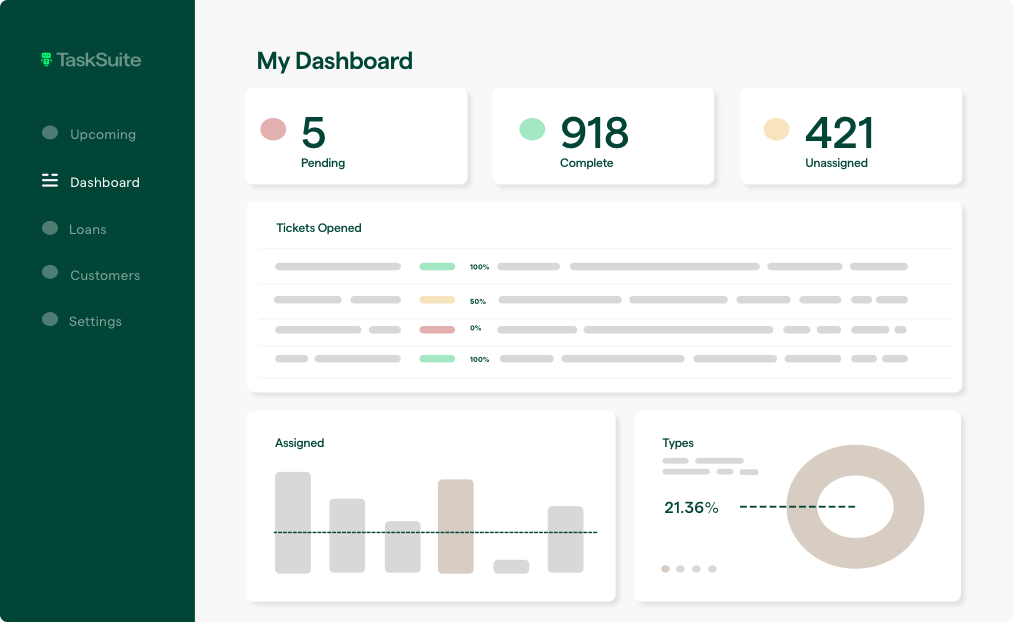 TaskSuite
Upcoming
Dashboard
Loans
Customers
Settings
My Dashboard
5
Pending
918
Complete
421
Unassigned
Tickets Opened
100%
50%
0%
100%
Assigned
Types
21.36%